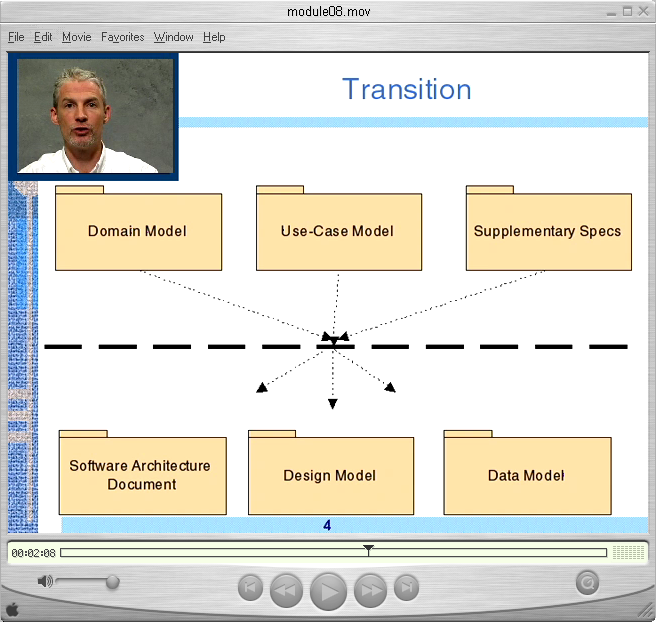 module08.mov
File Edit Movie Favorites Window Help
Transition
Domain Model
Use-Case Model
Supplementary Specs
Software Architecture
Document
Design Model
Data Model
4
00:02:08